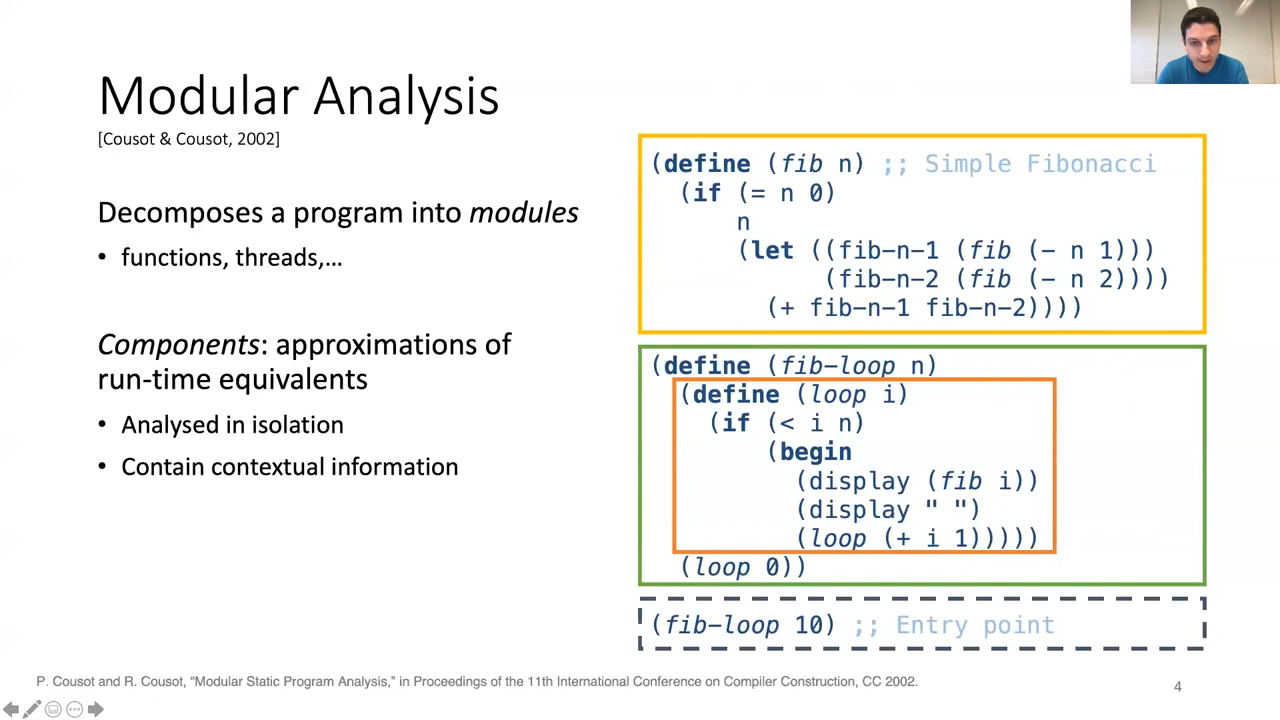 Modular Analysis
[Cousot & Cousot, 2002]
Decomposes a program into modules
• functions, threads,…
Components: approximations of
run-time equivalents
• Analysed in isolation
• Contain contextual information
(define (fib n) ;; Simple Fibonacci
(if (= n 0)
n
(let ((fib-n-1 (fib (- n 1)))
(fib-n-2 (fib (- n 2))))
(+ fib-n-1 fib-n-2))))
(define (fib-loop n)
(define (loop i)
(if (< i n)
(begin
(display (fib i))
(display " ")
(loop (+ i 1)))))
(loop 0))
(fib-loop 10) ;; Entry point
P. Cousot and R. Cousot, “Modular Static Program Analysis,” in Proceedings of the 11th International Conference on Compiler Construction, CC 2002.
4